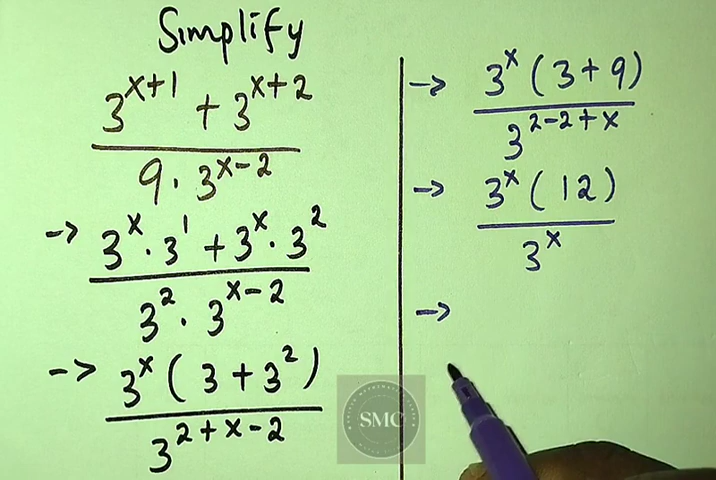 Simplify
3^{x+1} + 3^{x+2}
9 · 3^{x-2}
-> 3^x · 3^1 + 3^x · 3^2
3^2 · 3^{x-2}
-> 3^x ( 3 + 3^2 )
3^{2+x-2}
-> 3^x ( 3 + 9 )
3^{2-2+x}
-> 3^x ( 12 )
3^x
->
SMC